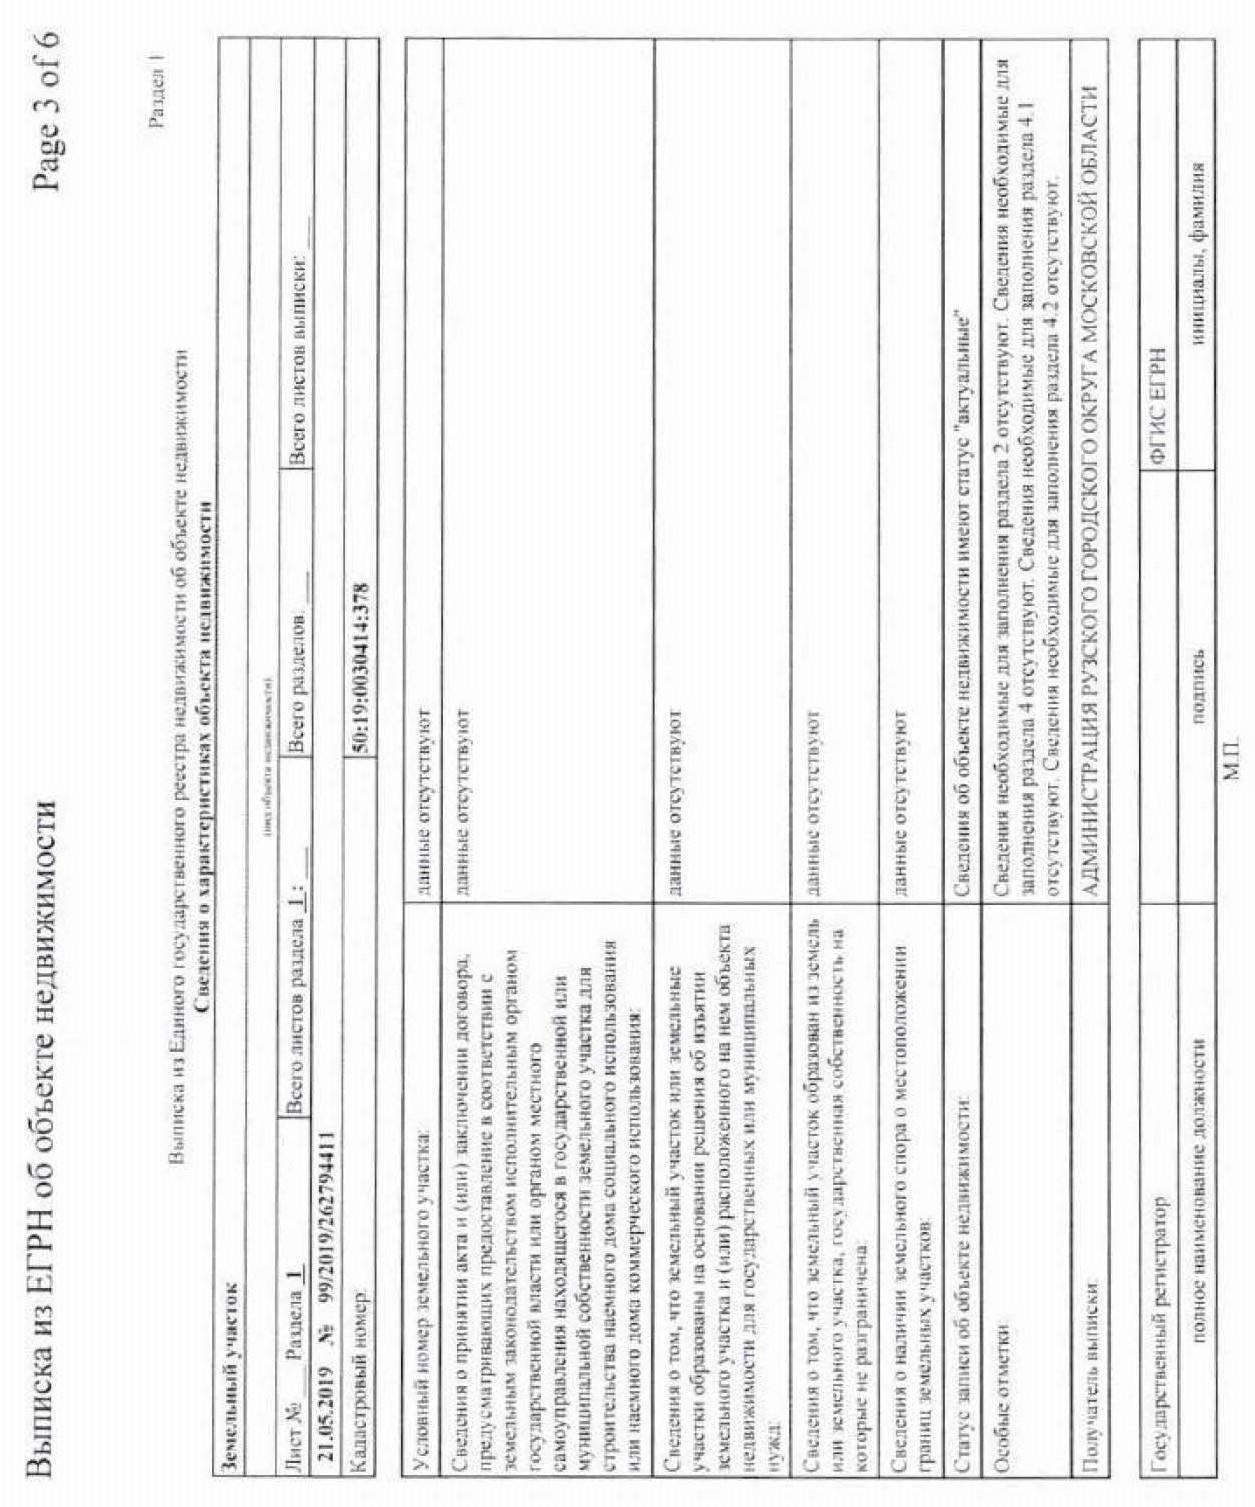 Выписка из ЕГРН об объекте недвижимости
Page 3 of 6
Раздел 1
Выписка из Единого государственного реестра недвижимости об объекте недвижимости
Сведения о характеристиках объекта недвижимости
Земельный участок
(вид объекта недвижимости)
Лист № ___ Раздела 1
Всего листов раздела 1: ___
Всего разделов: ___
Всего листов выписки: ___
21.05.2019 № 99/2019/262794411
Кадастровый номер:
50:19:0030414:378
Условный номер земельного участка:
данные отсутствуют
Сведения о принятии акта и (или) заключении договора,
предусматривающих предоставление в соответствии с
земельным законодательством исполнительным органом
государственной власти или органом местного
самоуправления находящегося в государственной или
муниципальной собственности земельного участка для
строительства наемного дома социального использования
или наемного дома коммерческого использования:
данные отсутствуют
Сведения о том, что земельный участок или земельные
участки образованы на основании решения об изъятии
земельного участка и (или) расположенного на нем объекта
недвижимости для государственных или муниципальных
нужд:
данные отсутствуют
Сведения о том, что земельный участок образован из земель
или земельного участка, государственная собственность на
которые не разграничена:
данные отсутствуют
Сведения о наличии земельного спора о местоположении
границ земельных участков:
данные отсутствуют
Статус записи об объекте недвижимости:
Сведения об объекте недвижимости имеют статус "актуальные"
Особые отметки:
Сведения необходимые для заполнения раздела 2 отсутствуют. Сведения необходимые для
заполнения раздела 4 отсутствуют. Сведения необходимые для заполнения раздела 4.1
отсутствуют. Сведения необходимые для заполнения раздела 4.2 отсутствуют.
Получатель выписки:
АДМИНИСТРАЦИЯ РУЗСКОГО ГОРОДСКОГО ОКРУГА МОСКОВСКОЙ ОБЛАСТИ
Государственный регистратор
ФГИС ЕГРН
полное наименование должности
подпись
инициалы, фамилия
М.П.